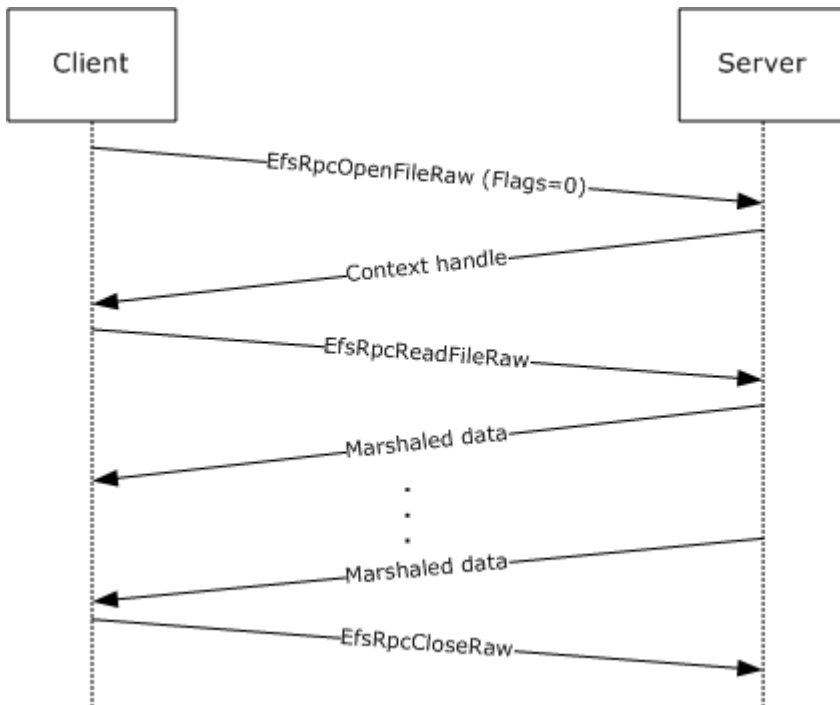 Client
Server
EfsRpcOpenFileRaw (Flags=0)
Context handle
EfsRpcReadFileRaw
Marshaled data
Marshaled data
EfsRpcCloseRaw